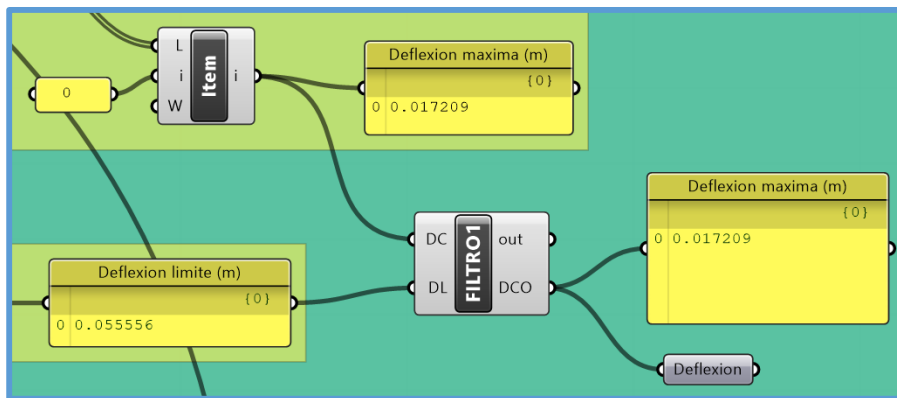 L
i
W
Item
i
0
Deflexion maxima (m)
{0}
0 0.017209
DC
DL
FILTRO1
out
DCO
Deflexion maxima (m)
{0}
0 0.017209
Deflexion limite (m)
{0}
0 0.055556
Deflexion